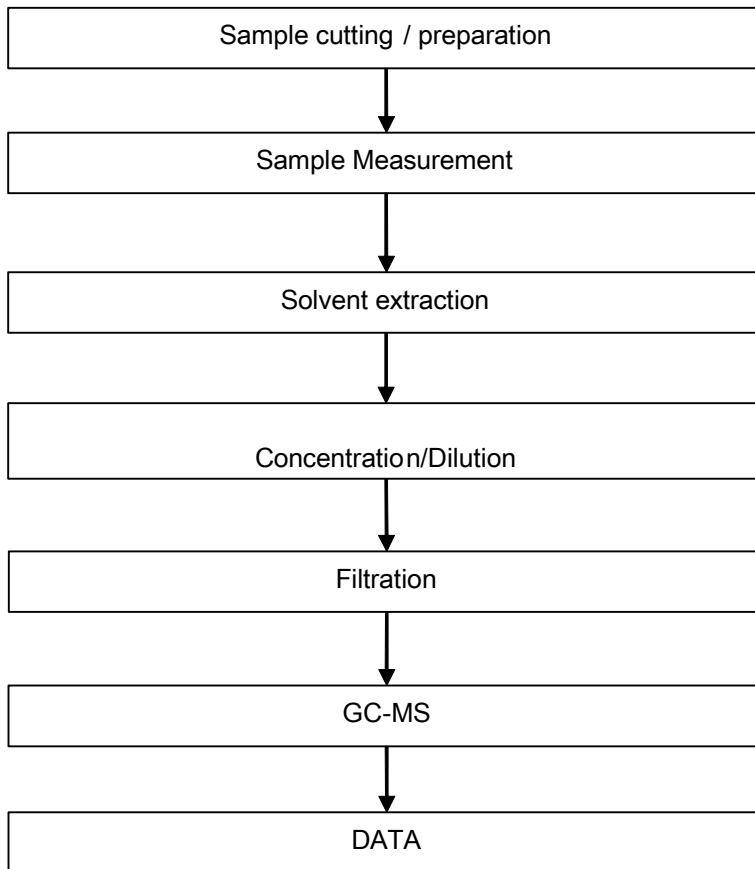 Sample cutting / preparation
Sample Measurement
Solvent extraction
Concentration/Dilution
Filtration
GC-MS
DATA